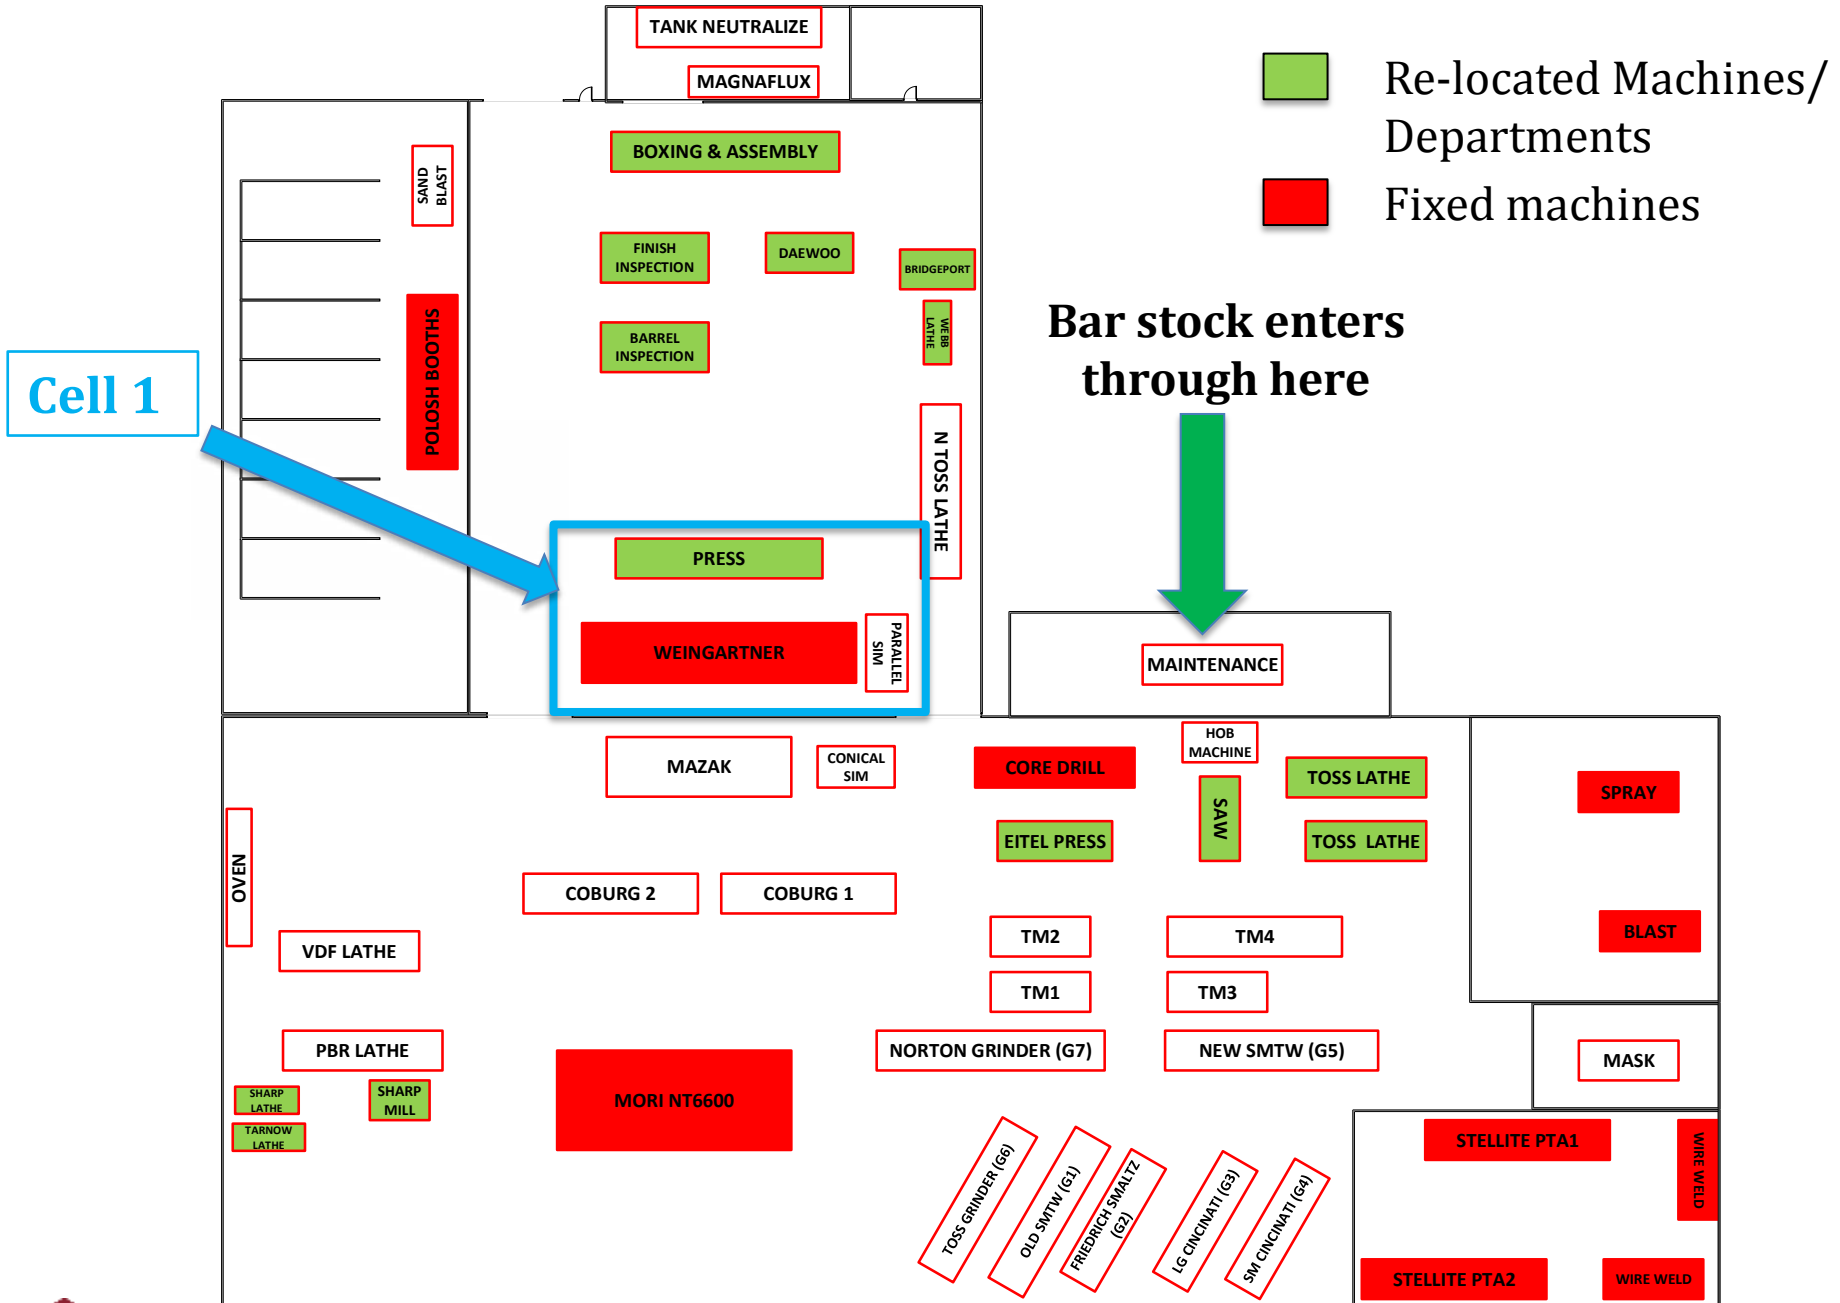 TANK NEUTRALIZE
MAGNAFLUX
Re-located Machines/
Departments
Fixed machines
BOXING & ASSEMBLY
SAND
BLAST
FINISH
INSPECTION
DAEWOO
BRIDGEPORT
BARREL
INSPECTION
WEBB
LATHE
POLOSH BOOTHS
Bar stock enters
through here
Cell 1
N TOSS LATHE
PRESS
WEINGARTNER
PARALLEL
SIM
MAINTENANCE
MAZAK
CONICAL
SIM
CORE DRILL
HOB
MACHINE
TOSS LATHE
SPRAY
EITEL PRESS
SAW
TOSS LATHE
OVEN
COBURG 2
COBURG 1
VDF LATHE
TM2
TM4
BLAST
TM1
TM3
PBR LATHE
NORTON GRINDER (G7)
NEW SMTW (G5)
MASK
SHARP
LATHE
SHARP
MILL
MORI NT6600
TARNOW
LATHE
TOSS GRINDER (G6)
OLD SMTW (G1)
FRIEDRICH SMALTZ
(G2)
LG CINCINATI (G3)
SM CINCINATI (G4)
STELLITE PTA1
WIRE WELD
STELLITE PTA2
WIRE WELD